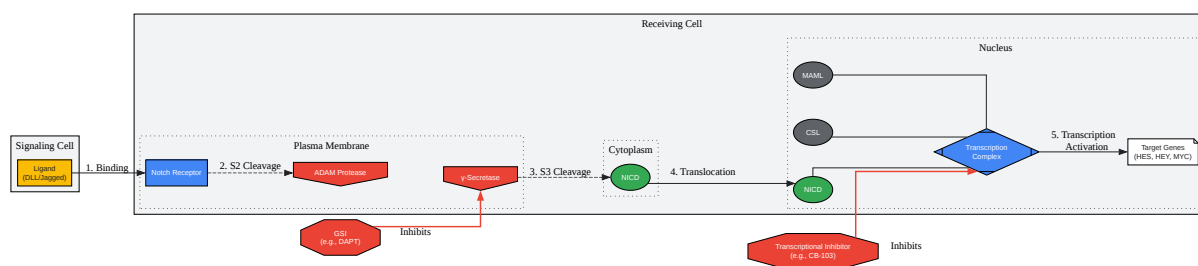 Receiving Cell
Nucleus
MAML
Signaling Cell
Plasma Membrane
Cytoplasm
CSL
Ligand
(DLL/Jagged)
1. Binding
Notch Receptor
2. S2 Cleavage
ADAM Protease
γ-Secretase
3. S3 Cleavage
NICD
4. Translocation
NICD
Transcription
Complex
5. Transcription
Activation
Target Genes
(HES, HEY, MYC)
GSI
(e.g., DAPT)
Inhibits
Transcriptional Inhibitor
(e.g., CB-103)
Inhibits